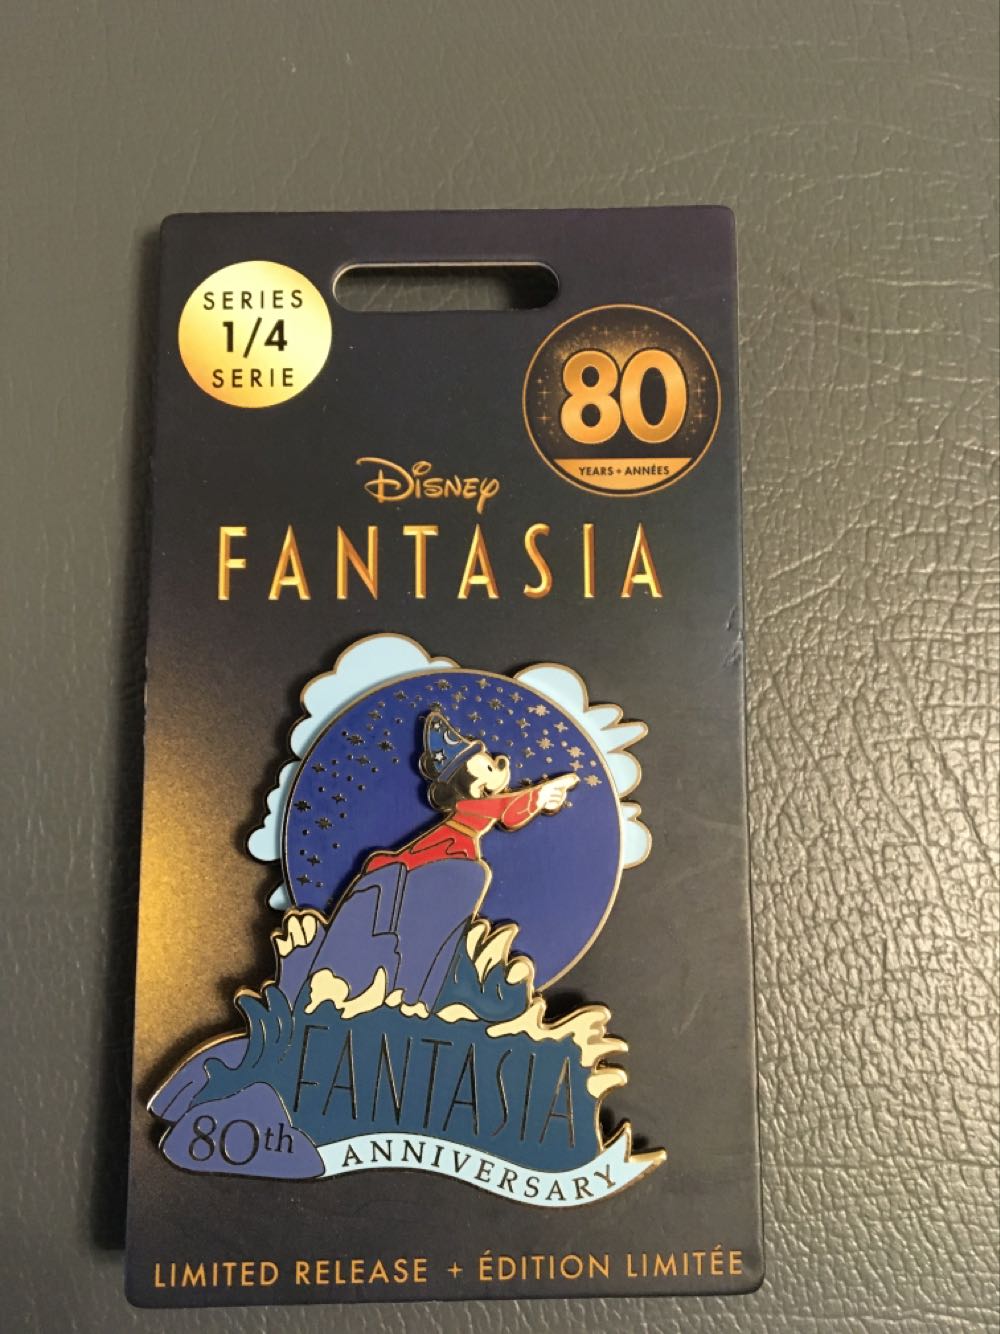 SERIES
1/4
SERIE
80
YEARS + ANNÉES
Disney
FANTASIA
FANTASIA
80th
ANNIVERSARY
LIMITED RELEASE + ÉDITION LIMITÉE